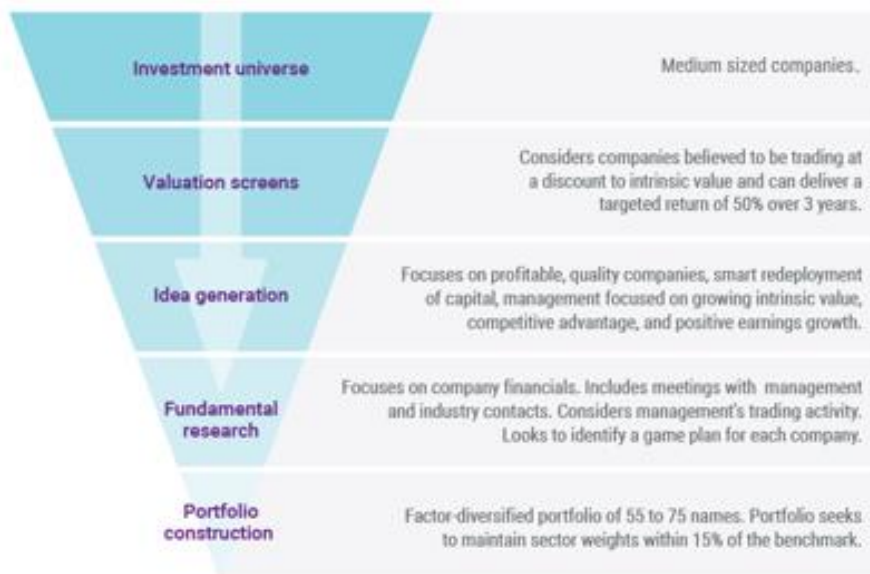 Investment universe
Medium sized companies.
Valuation screens
Considers companies believed to be trading at
a discount to intrinsic value and can deliver a
targeted return of 50% over 3 years.
Idea generation
Focuses on profitable, quality companies, smart redeployment
of capital, management focused on growing intrinsic value,
competitive advantage, and positive earnings growth.
Fundamental
research
Focuses on company financials. Includes meetings with management
and industry contacts. Considers management's trading activity.
Looks to identify a game plan for each company.
Portfolio
construction
Factor-diversified portfolio of 55 to 75 names. Portfolio seeks
to maintain sector weights within 15% of the benchmark.